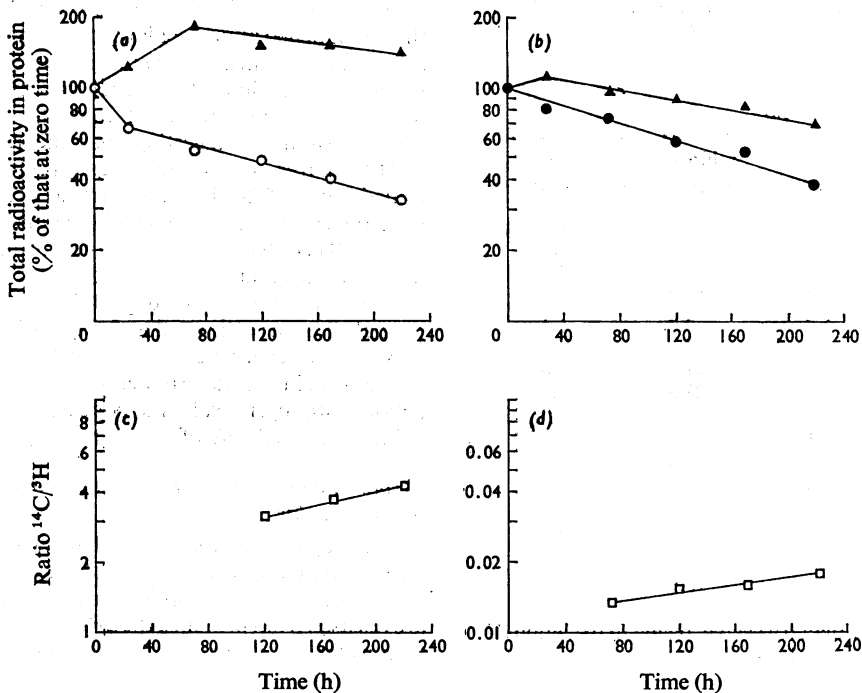 Total radioactivity in protein
(% of that at zero time)
(a)
200
100
80
60
40
20
0 40 80 120 160 200 240
(b)
200
100
80
60
40
20
0 40 80 120 160 200 240
Ratio ¹⁴C/³H
(c)
8
6
4
2
1
0 40 80 120 160 200 240
Time (h)
(d)
0.06
0.04
0.02
0.01
0 40 80 120 160 200 240
Time (h)